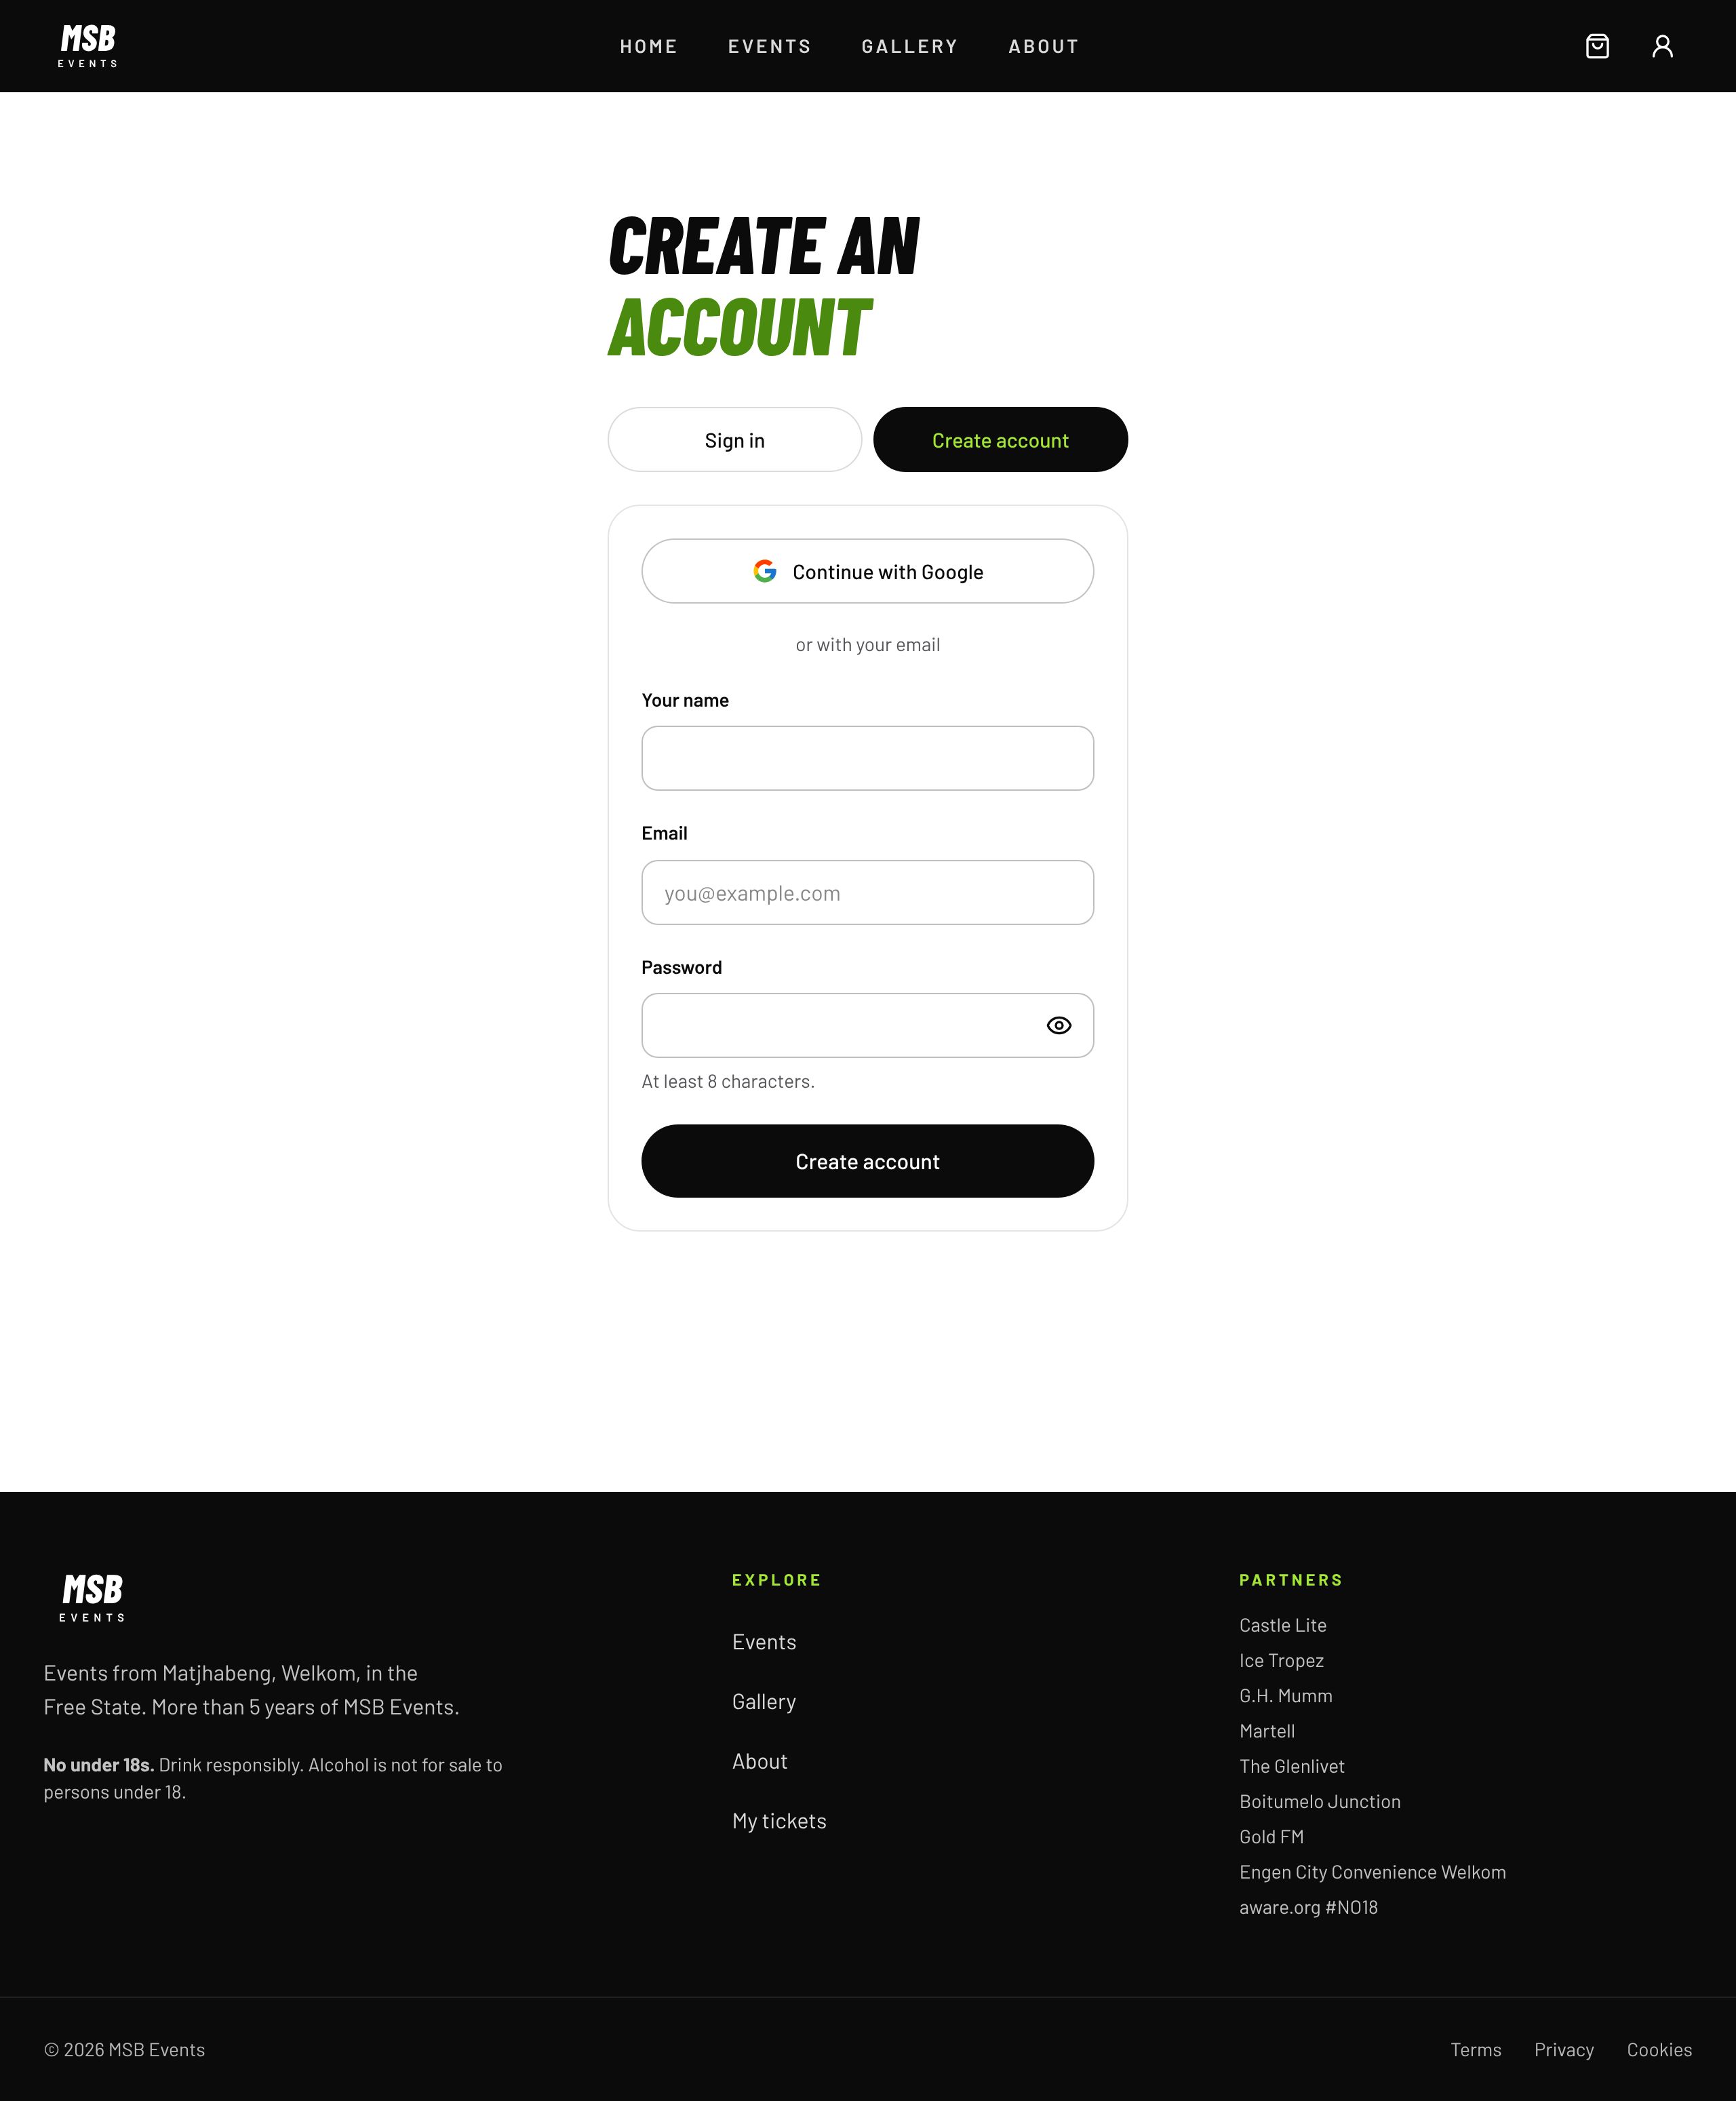 MSB
EVENTS
HOME EVENTS GALLERY ABOUT
CREATE AN
ACCOUNT
Sign in
Create account
Continue with Google
or with your email
Your name
Email
you@example.com
Password
At least 8 characters.
Create account
MSB
EVENTS
Events from Matjhabeng, Welkom, in the
Free State. More than 5 years of MSB Events.
No under 18s. Drink responsibly. Alcohol is not for sale to
persons under 18.
EXPLORE
Events
Gallery
About
My tickets
PARTNERS
Castle Lite
Ice Tropez
G.H. Mumm
Martell
The Glenlivet
Boitumelo Junction
Gold FM
Engen City Convenience Welkom
aware.org #NO18
© 2026 MSB Events
Terms Privacy Cookies